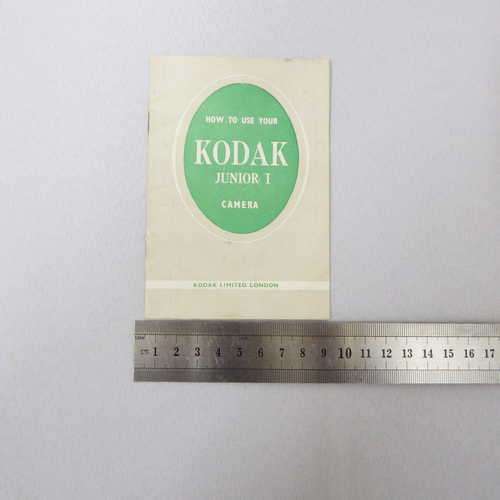 HOW TO USE YOUR
KODAK
JUNIOR I
CAMERA
KODAK LIMITED LONDON
1 2 3 4 5 6 7 8 9 10 11 12 13 14 15 16 17